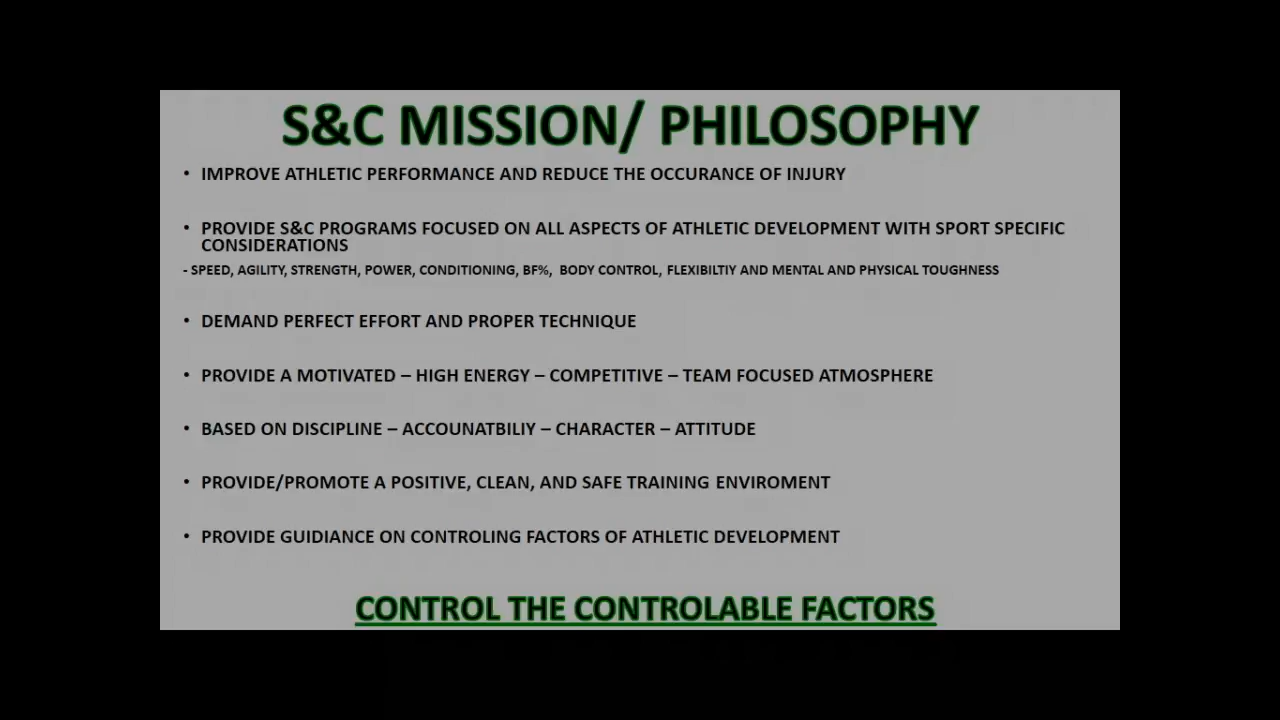 S&C MISSION/ PHILOSOPHY
• IMPROVE ATHLETIC PERFORMANCE AND REDUCE THE OCCURANCE OF INJURY
• PROVIDE S&C PROGRAMS FOCUSED ON ALL ASPECTS OF ATHLETIC DEVELOPMENT WITH SPORT SPECIFIC
CONSIDERATIONS
- SPEED, AGILITY, STRENGTH, POWER, CONDITIONING, BF%, BODY CONTROL, FLEXIBILTIY AND MENTAL AND PHYSICAL TOUGHNESS
• DEMAND PERFECT EFFORT AND PROPER TECHNIQUE
• PROVIDE A MOTIVATED – HIGH ENERGY – COMPETITIVE – TEAM FOCUSED ATMOSPHERE
• BASED ON DISCIPLINE – ACCOUNATBILIY – CHARACTER – ATTITUDE
• PROVIDE/PROMOTE A POSITIVE, CLEAN, AND SAFE TRAINING ENVIROMENT
• PROVIDE GUIDIANCE ON CONTROLING FACTORS OF ATHLETIC DEVELOPMENT
CONTROL THE CONTROLABLE FACTORS